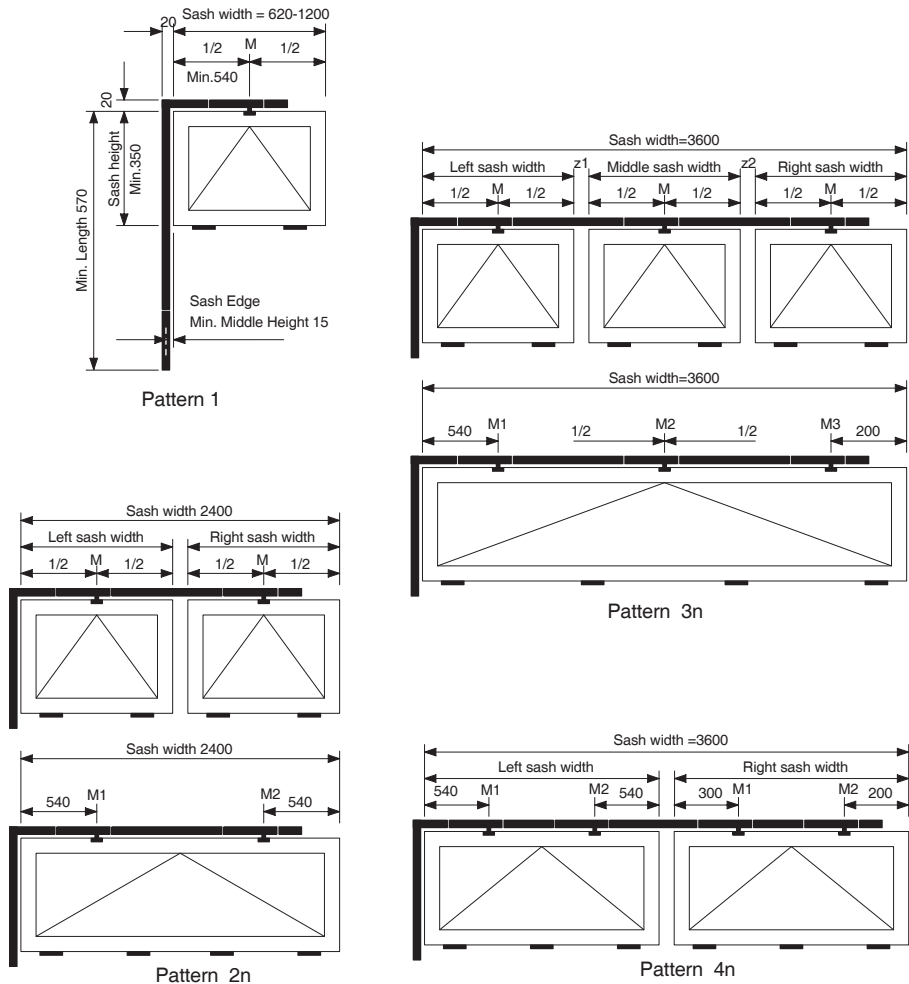 Sash width = 620-1200
20
1/2 M 1/2
Min.540
20
Sash height
Min.350
Min. Length 570
Sash Edge
Min. Middle Height 15
Pattern 1
Sash width=3600
Left sash width z1 Middle sash width z2 Right sash width
1/2 M 1/2 1/2 M 1/2 1/2 M 1/2
Sash width=3600
540 M1 1/2 M2 1/2 M3 200
Pattern 3n
Sash width 2400
Left sash width Right sash width
1/2 M 1/2 1/2 M 1/2
Sash width 2400
540 M1 M2 540
Pattern 2n
Sash width =3600
Left sash width Right sash width
540 M1 M2 540 300 M1 M2 200
Pattern 4n